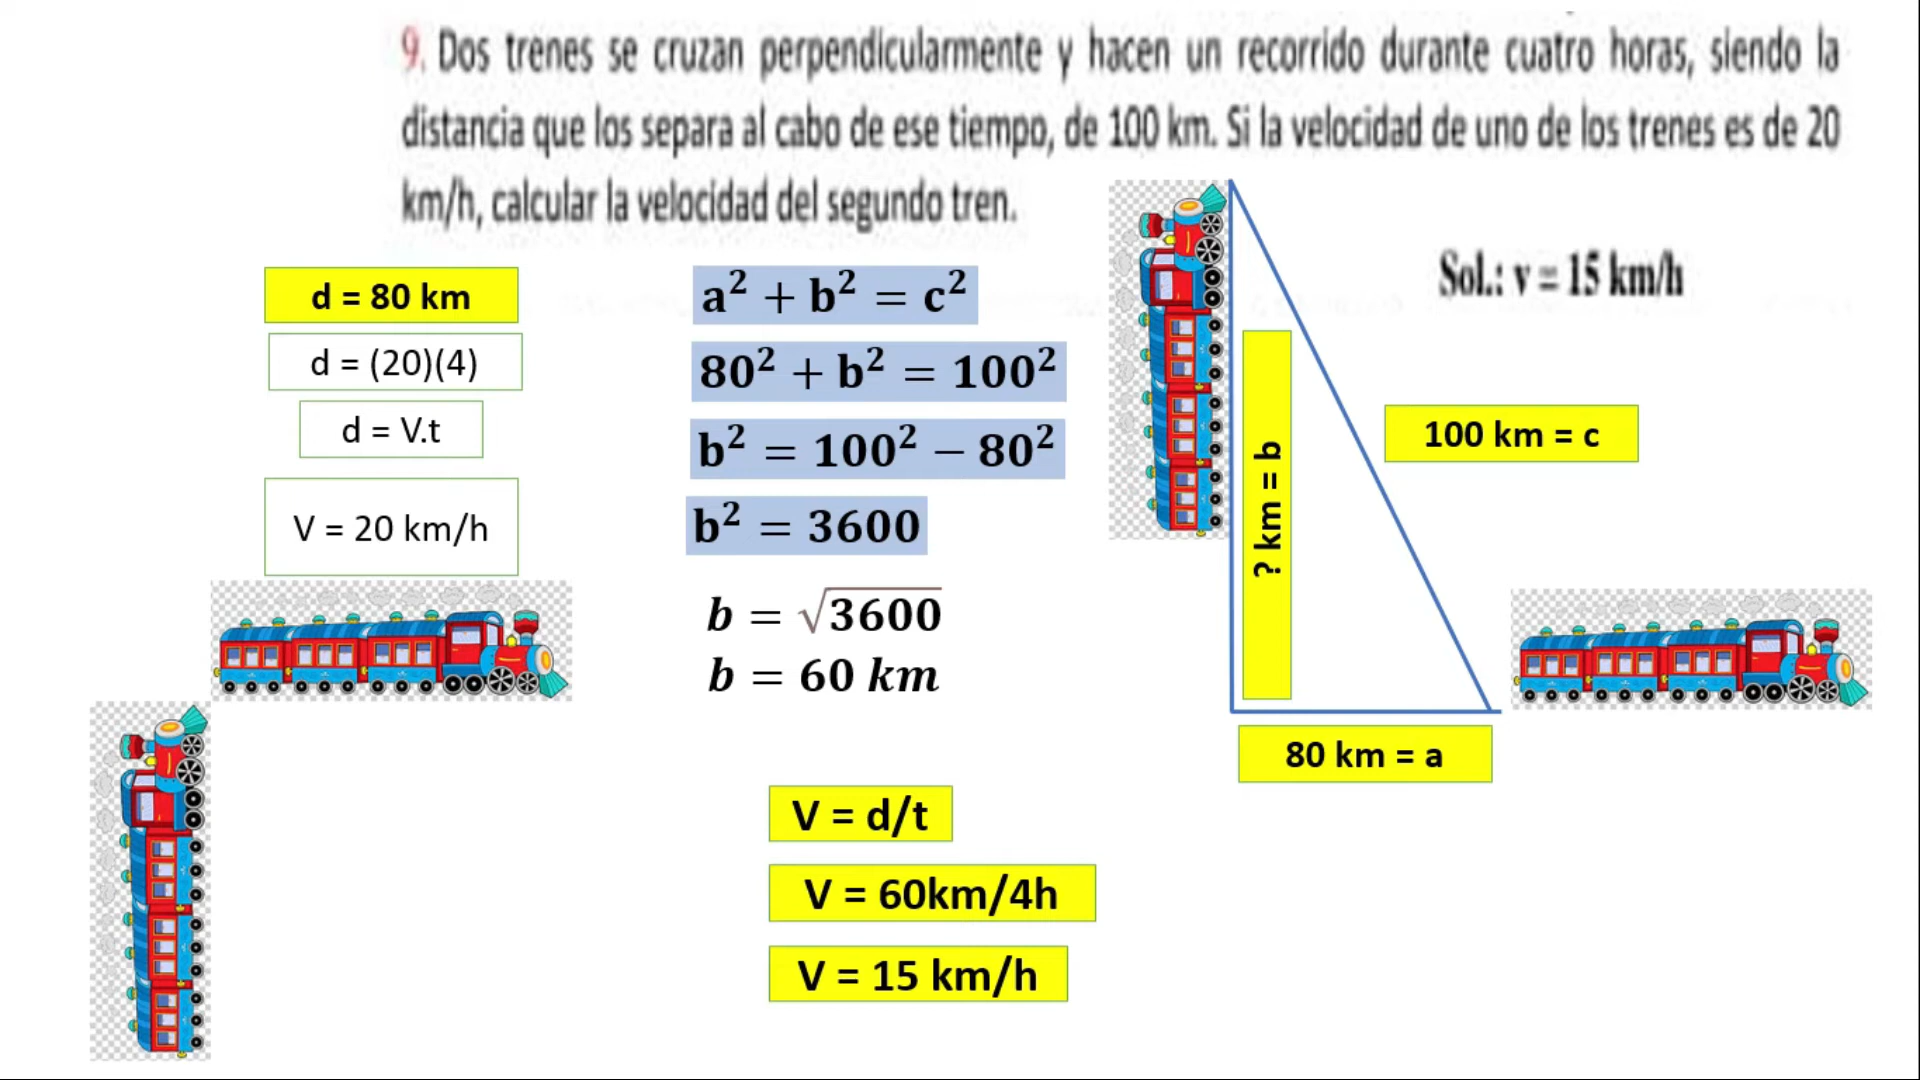 9. Dos trenes se cruzan perpendicularmente y hacen un recorrido durante cuatro horas, siendo la
distancia que los separa al cabo de ese tiempo, de 100 km. Si la velocidad de uno de los trenes es de 20
km/h, calcular la velocidad del segundo tren.
Sol.: v = 15 km/h
d = 80 km
d = (20)(4)
d = V.t
V = 20 km/h
a² + b² = c²
80² + b² = 100²
b² = 100² − 80²
b² = 3600
b = √3600
b = 60 km
V = d/t
V = 60km/4h
V = 15 km/h
? km = b
100 km = c
80 km = a